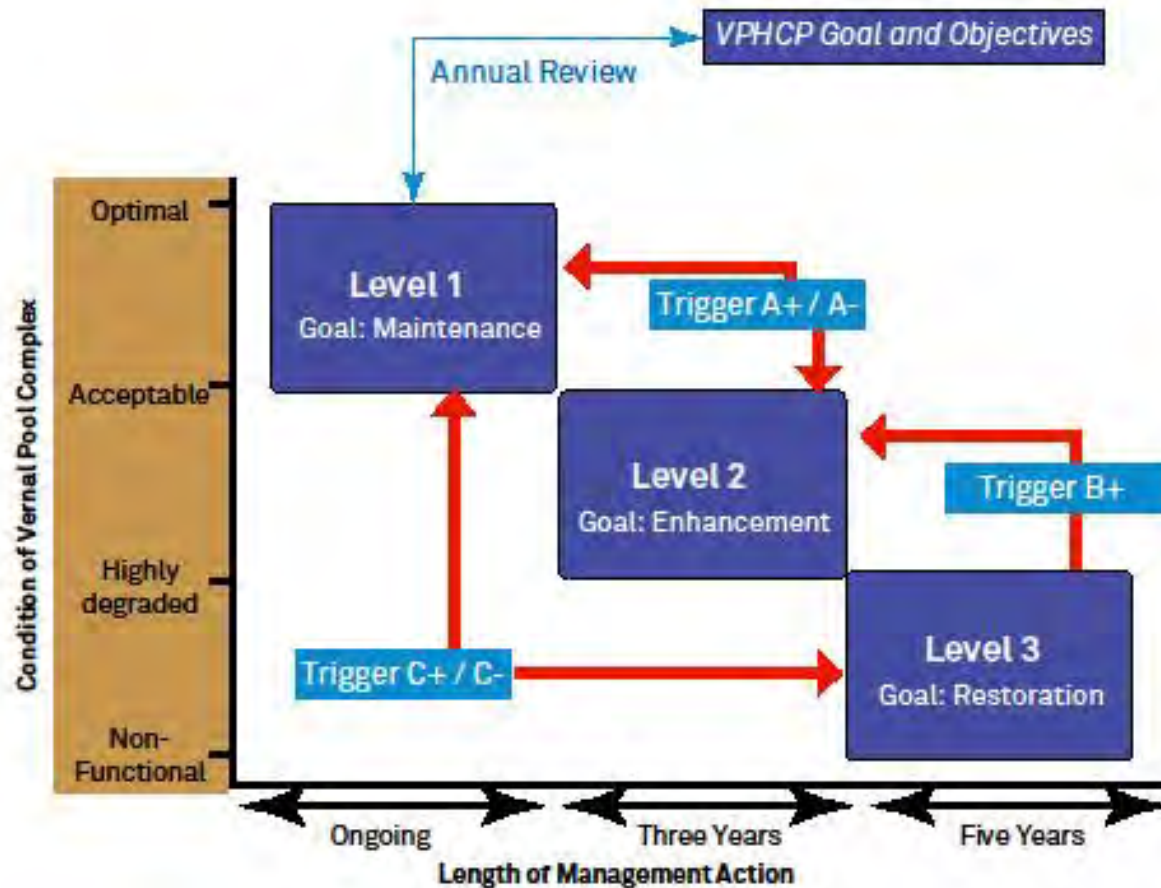 VPHCP Goal and Objectives
Annual Review
Optimal
Level 1
Goal: Maintenance
Trigger A+ / A-
Acceptable
Level 2
Goal: Enhancement
Trigger B+
Highly
degraded
Level 3
Goal: Restoration
Trigger C+ / C-
Non-
Functional
Condition of Vernal Pool Complex
Ongoing
Three Years
Five Years
Length of Management Action